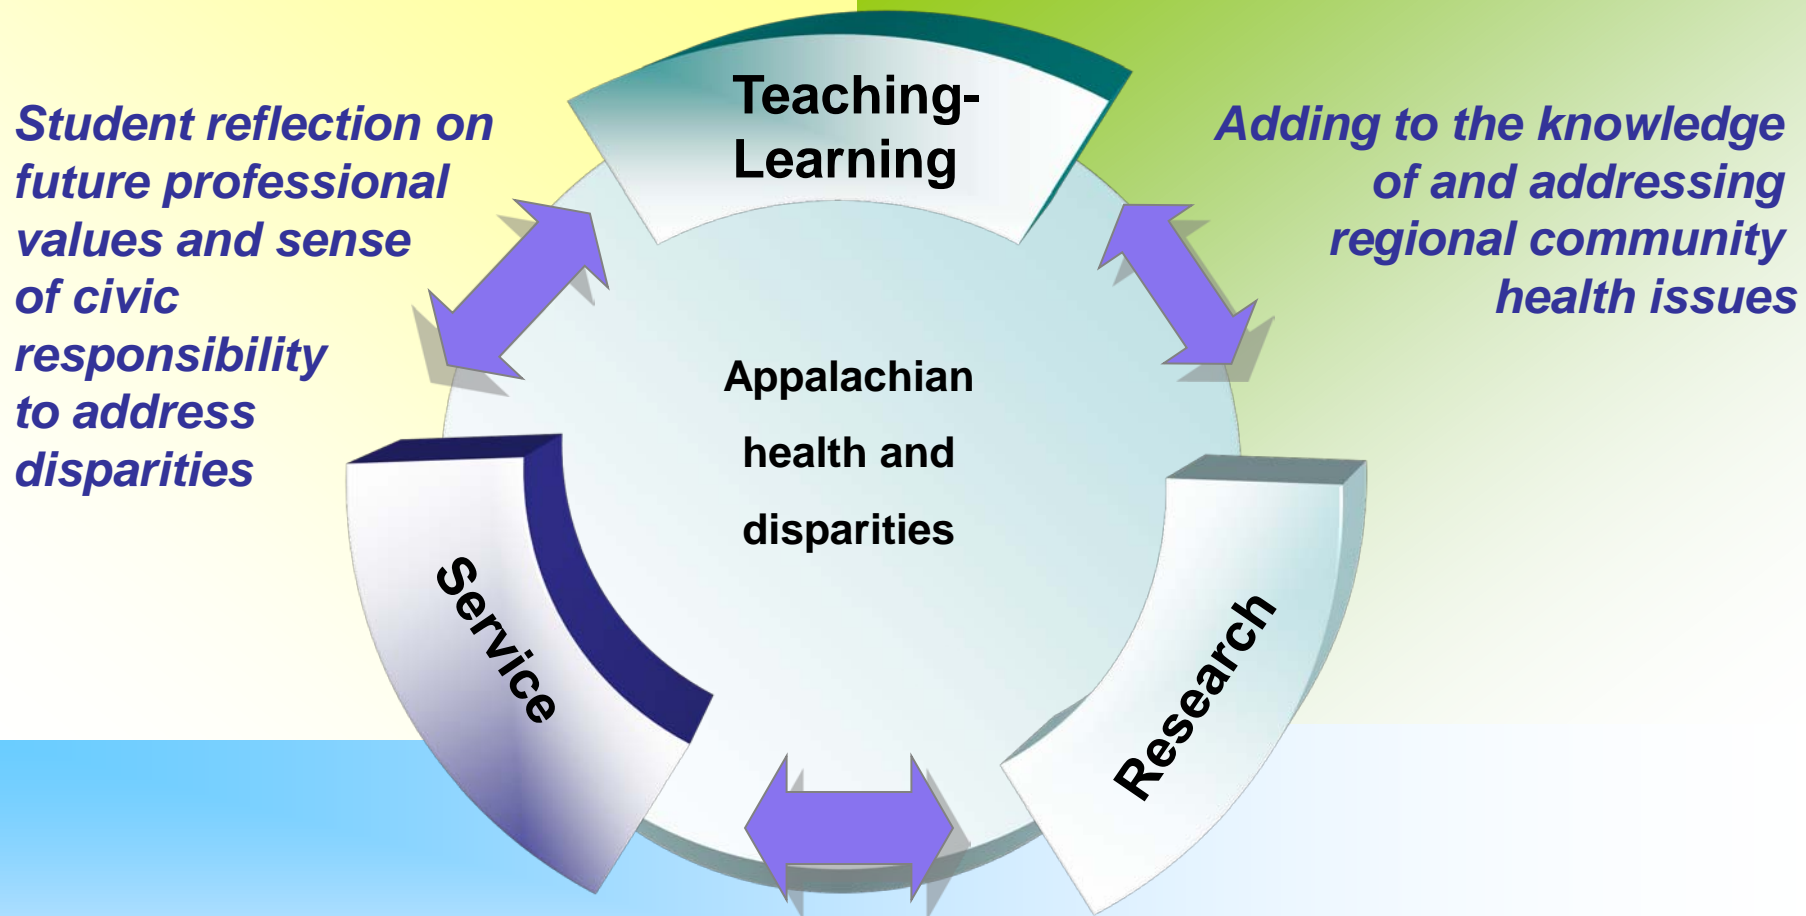 Teaching-
Learning
Student reflection on
future professional
values and sense
of civic
responsibility
to address
disparities
Adding to the knowledge
of and addressing
regional community
health issues
Appalachian
health and
disparities
Service
Research